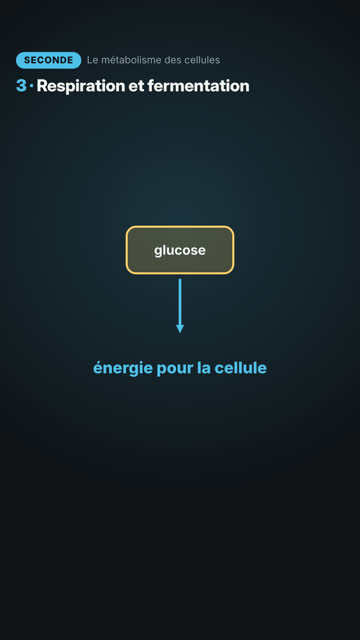 SECONDE Le métabolisme des cellules
3 · Respiration et fermentation
glucose
énergie pour la cellule